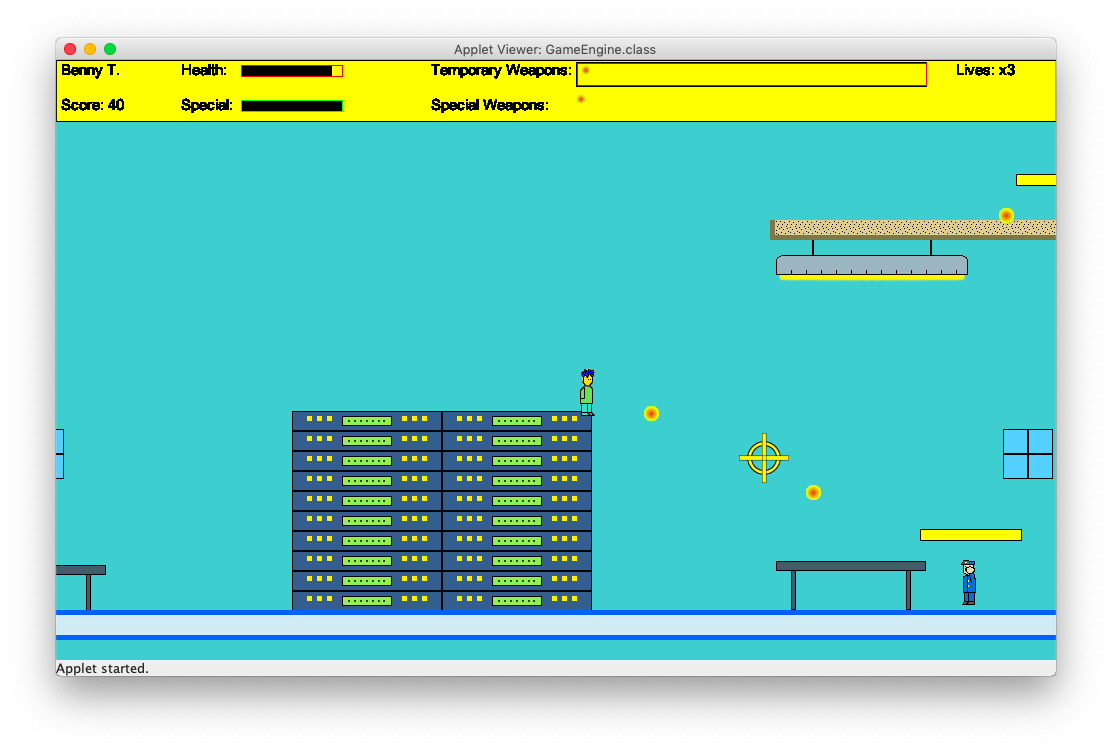 Applet Viewer: GameEngine.class
Benny T. Health: Temporary Weapons: Lives: x3
Score: 40 Special: Special Weapons:
Applet started.